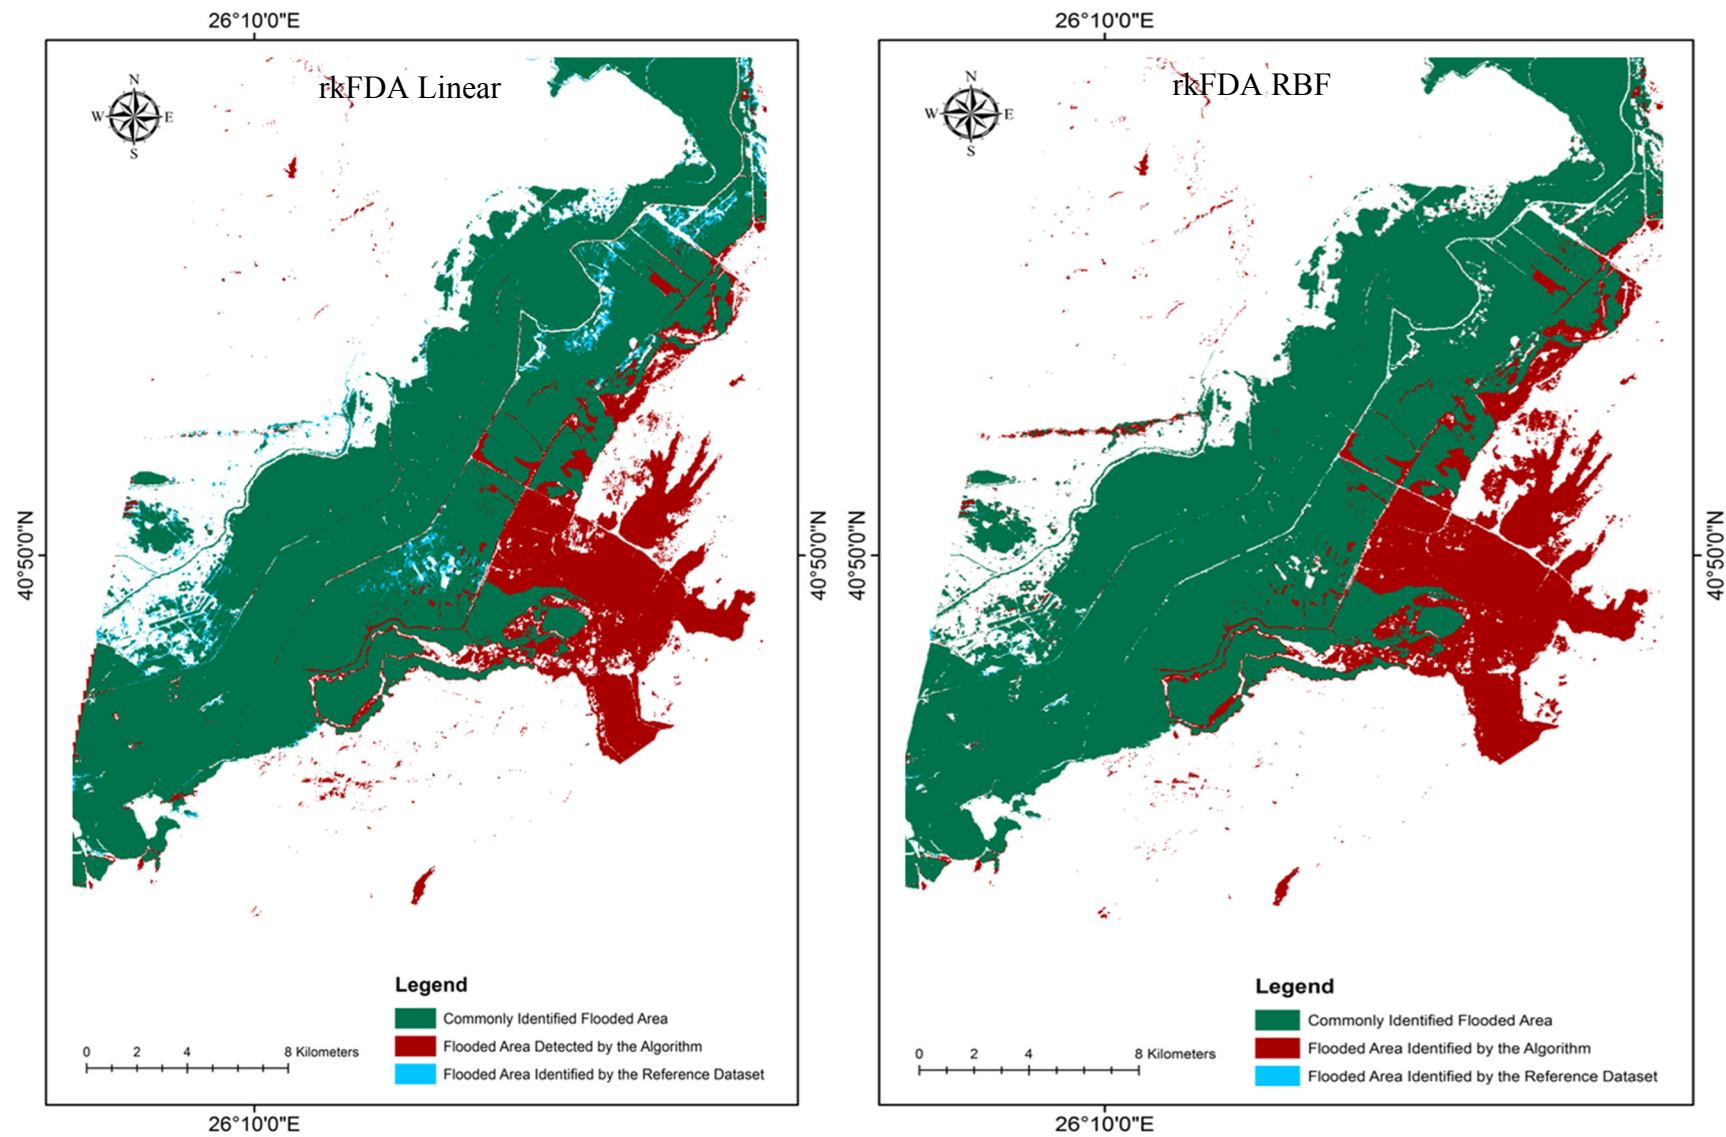 26°10'0"E
26°10'0"E
rkFDA Linear
N
W E
S
rkFDA RBF
N
W E
S
40°50'0"N
40°50'0"N
40°50'0"N
40°50'0"N
Legend
Commonly Identified Flooded Area
Flooded Area Detected by the Algorithm
Flooded Area Identified by the Reference Dataset
0 2 4 8 Kilometers
Legend
Commonly Identified Flooded Area
Flooded Area Identified by the Algorithm
Flooded Area Identified by the Reference Dataset
0 2 4 8 Kilometers
26°10'0"E
26°10'0"E